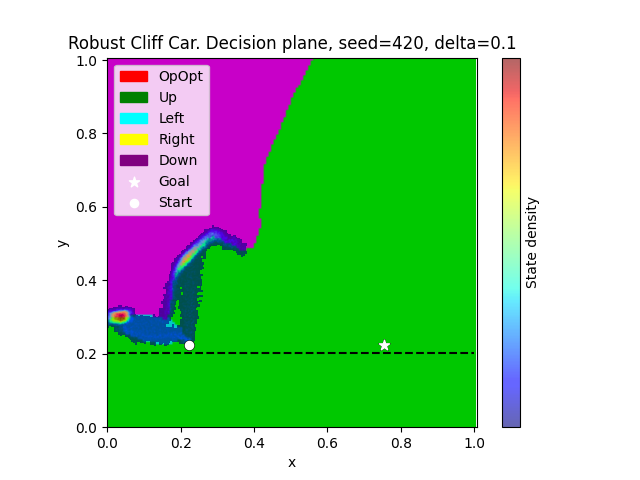 Robust Cliff Car. Decision plane, seed=420, delta=0.1
1.0
0.8
0.6
0.4
0.2
0.0
y
OpOpt
Up
Left
Right
Down
Goal
Start
0.0 0.2 0.4 0.6 0.8 1.0
x
State density